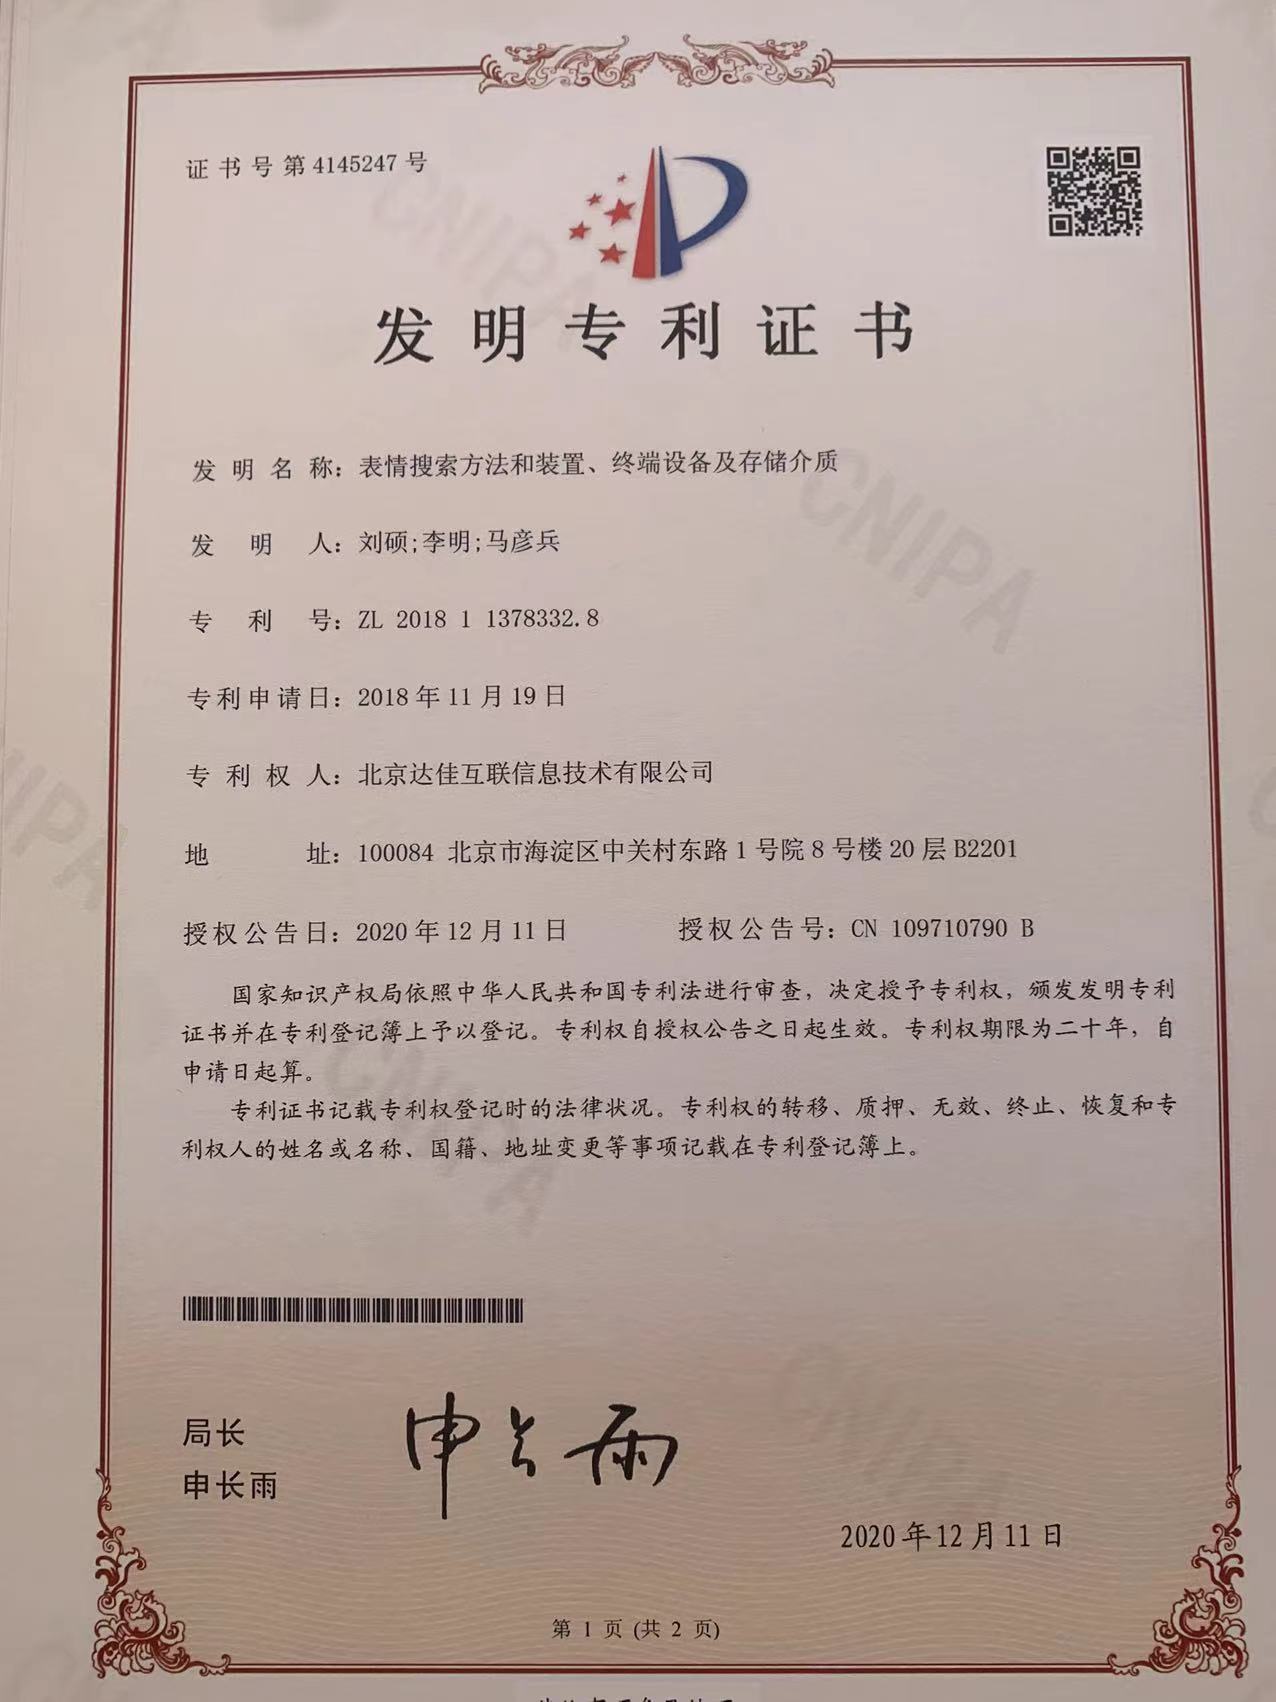 证书号第4145247号
发明专利证书
发明名称：表情搜索方法和装置、终端设备及存储介质
发明人：刘硕;李明;马彦兵
专利号：ZL 2018 1 1378332.8
专利申请日：2018年11月19日
专利权人：北京达佳互联信息技术有限公司
地址：100084 北京市海淀区中关村东路1号院8号楼20层B2201
授权公告日：2020年12月11日 授权公告号：CN 109710790 B
国家知识产权局依照中华人民共和国专利法进行审查，决定授予专利权，颁发发明专利
证书并在专利登记簿上予以登记。专利权自授权公告之日起生效。专利权期限为二十年，自
申请日起算。
专利证书记载专利权登记时的法律状况。专利权的转移、质押、无效、终止、恢复和专
利权人的姓名或名称、国籍、地址变更等事项记载在专利登记簿上。
局长
申长雨
申长雨
2020年12月11日
第 1 页 (共 2 页)
CNIPA
CNIPA
CNIPA
CNIPA